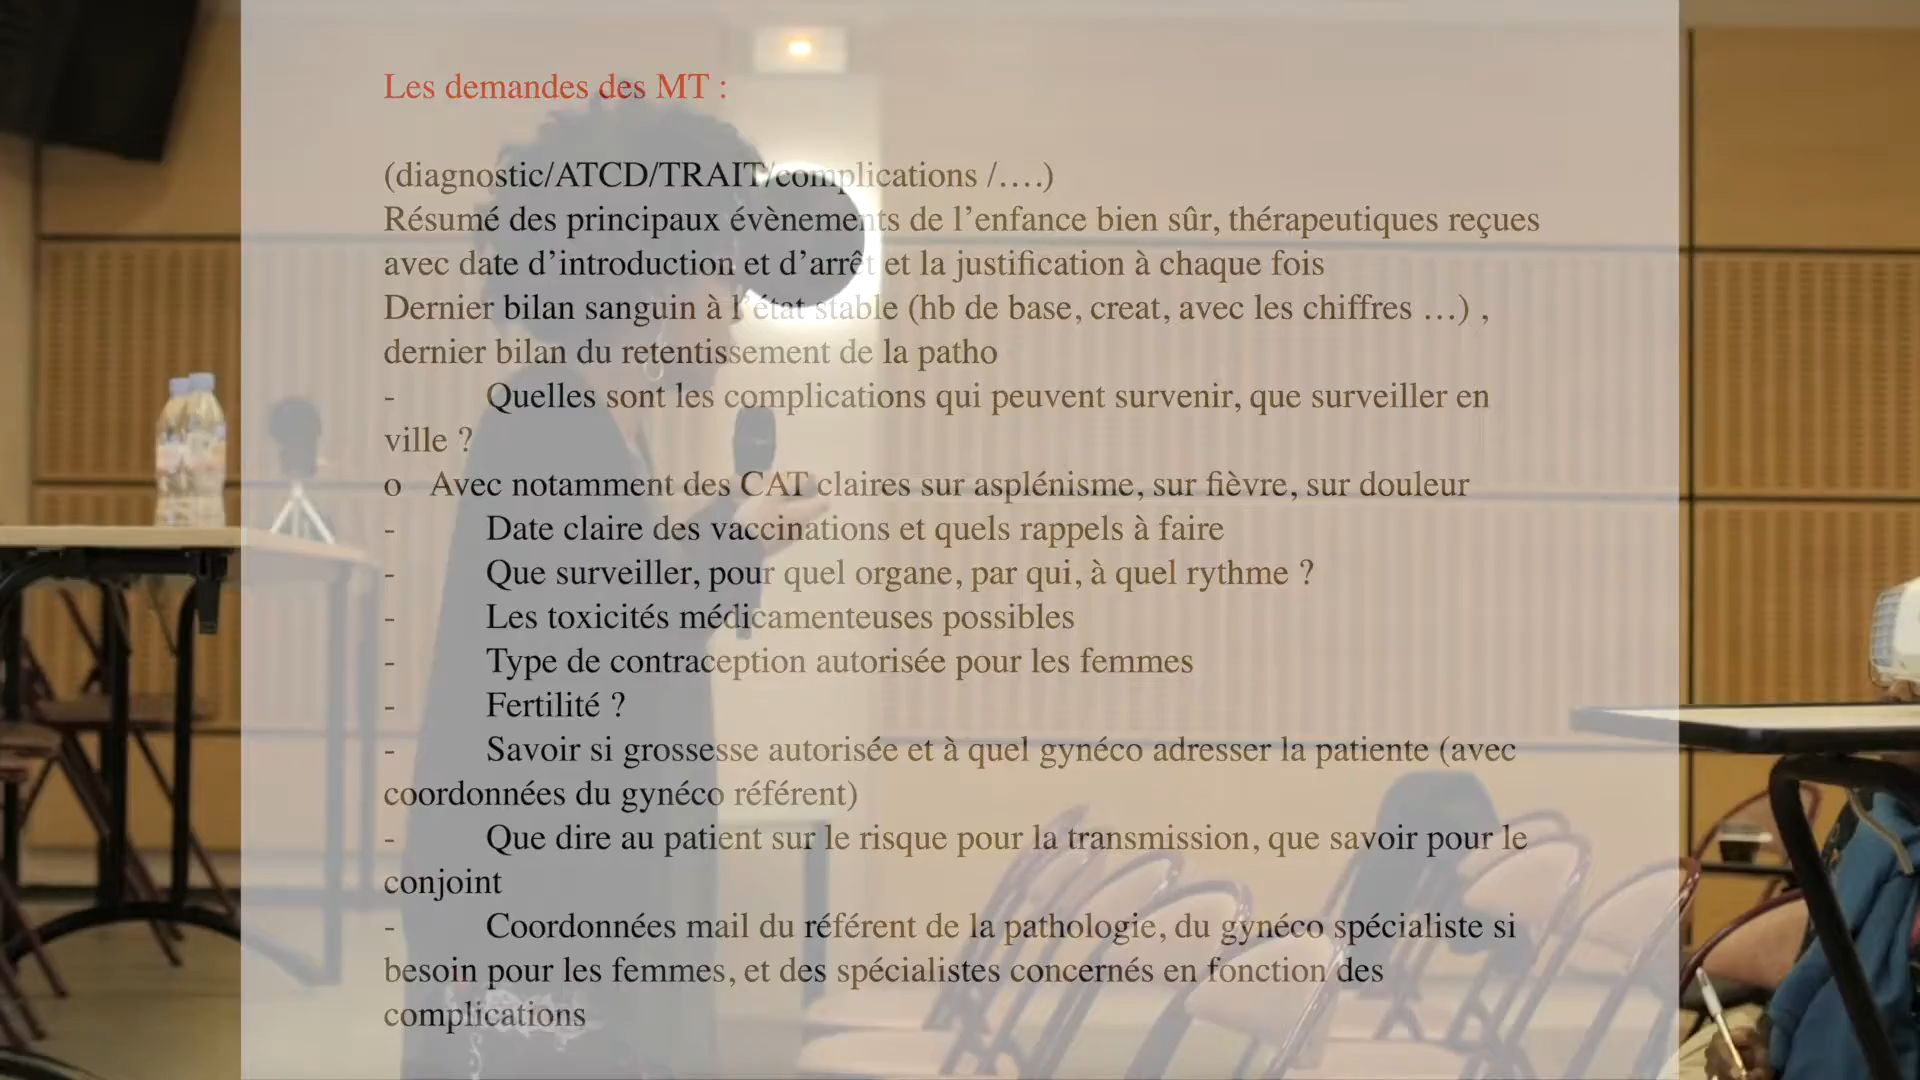 Les demandes des MT :
(diagnostic/ATCD/TRAIT/complications /….)
Résumé des principaux évènements de l’enfance bien sûr, thérapeutiques reçues
avec date d’introduction et d’arrêt et la justification à chaque fois
Dernier bilan sanguin à l’état stable (hb de base, creat, avec les chiffres …) ,
dernier bilan du retentissement de la patho
- Quelles sont les complications qui peuvent survenir, que surveiller en
ville ?
o Avec notamment des CAT claires sur asplénisme, sur fièvre, sur douleur
- Date claire des vaccinations et quels rappels à faire
- Que surveiller, pour quel organe, par qui, à quel rythme ?
- Les toxicités médicamenteuses possibles
- Type de contraception autorisée pour les femmes
- Fertilité ?
- Savoir si grossesse autorisée et à quel gynéco adresser la patiente (avec
coordonnées du gynéco référent)
- Que dire au patient sur le risque pour la transmission, que savoir pour le
conjoint
- Coordonnées mail du référent de la pathologie, du gynéco spécialiste si
besoin pour les femmes, et des spécialistes concernés en fonction des
complications